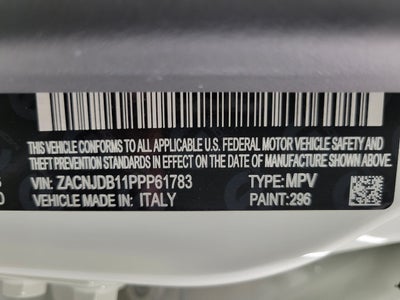 THIS VEHICLE CONFORMS TO ALL APPLICABLE U.S. FEDERAL MOTOR VEHICLE SAFETY AND
THEFT PREVENTION STANDARDS IN EFFECT ON THE DATE OF MANUFACTURE SHOWN ABOVE.
VIN: ZACNJDB11PPP61783 TYPE: MPV
VEHICLE MADE IN: ITALY PAINT: 296